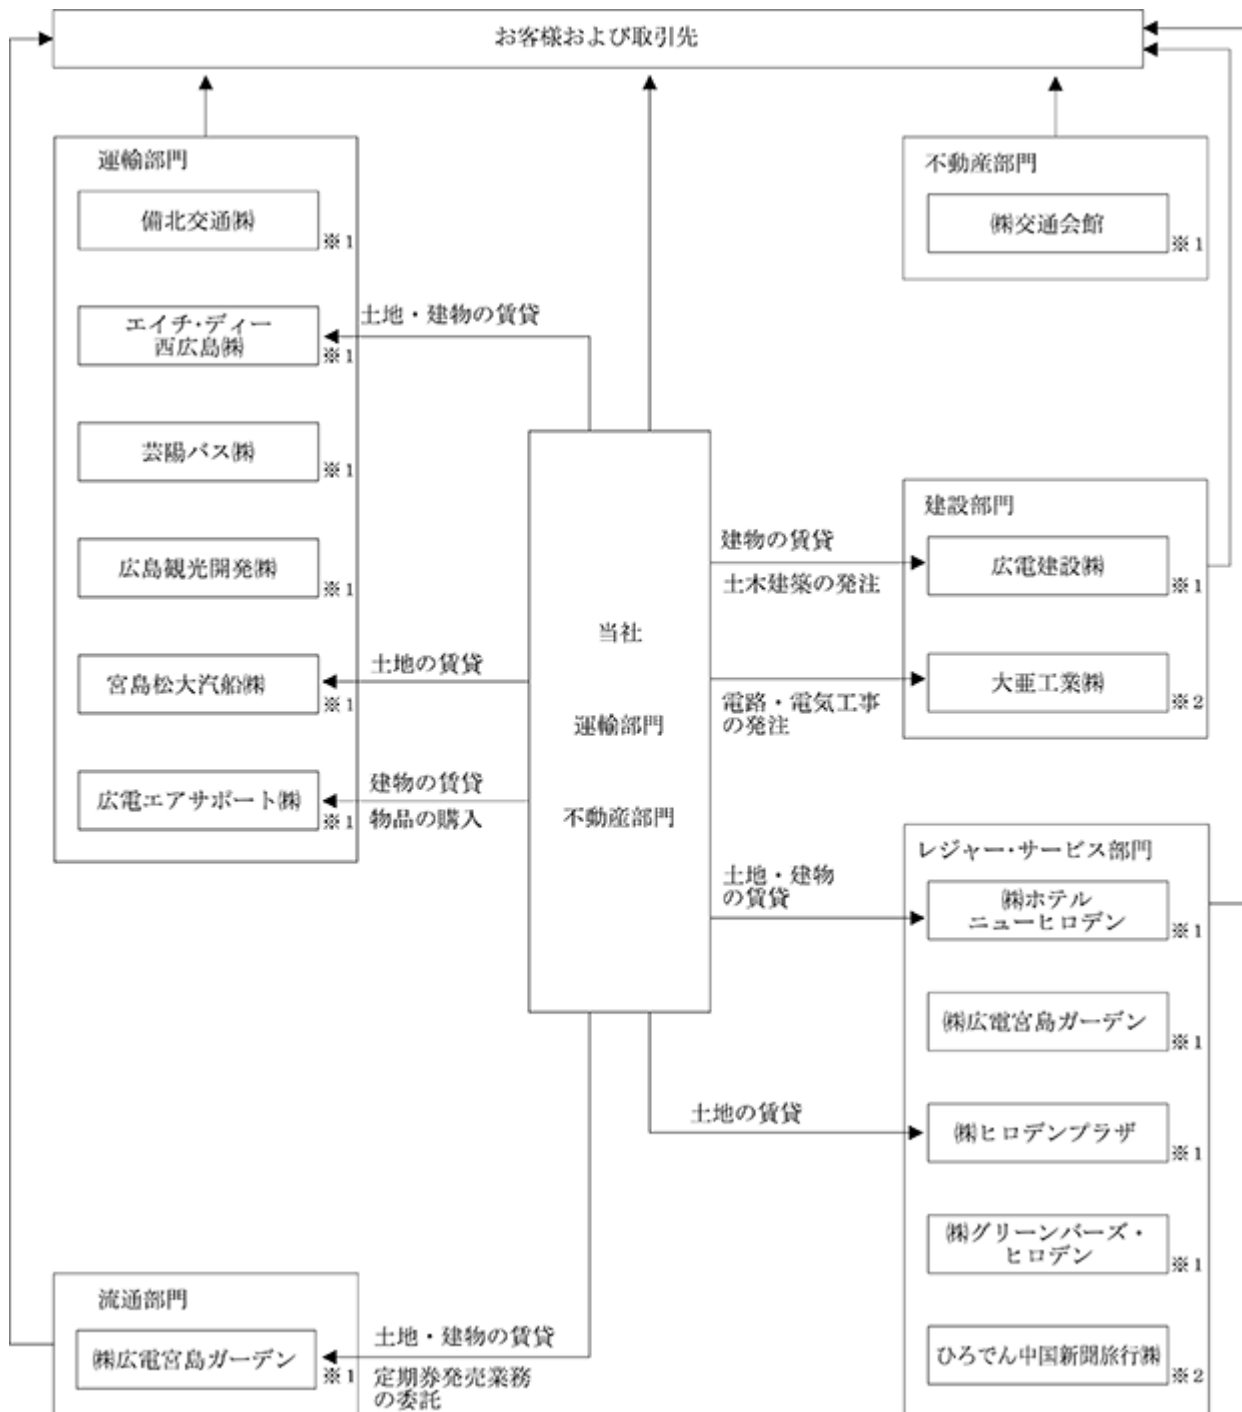 お客様および取引先
運輸部門
備北交通㈱
※1
エイチ・ディー
西広島㈱
※1
芸陽バス㈱
※1
広島観光開発㈱
※1
宮島松大汽船㈱
※1
広電エアサポート㈱
※1
土地・建物の賃貸
土地の賃貸
建物の賃貸
物品の購入
当社
運輸部門
不動産部門
不動産部門
㈱交通会館
※1
建設部門
建物の賃貸
土木建築の発注
広電建設㈱
※1
電路・電気工事
の発注
大亜工業㈱
※2
レジャー・サービス部門
土地・建物
の賃貸
㈱ホテル
ニューヒロデン
※1
㈱広電宮島ガーデン
※1
土地の賃貸
㈱ヒロデンプラザ
※1
㈱グリーンバーズ・
ヒロデン
※1
ひろでん中国新聞旅行㈱
※2
流通部門
㈱広電宮島ガーデン
※1
土地・建物の賃貸
定期券発売業務
の委託